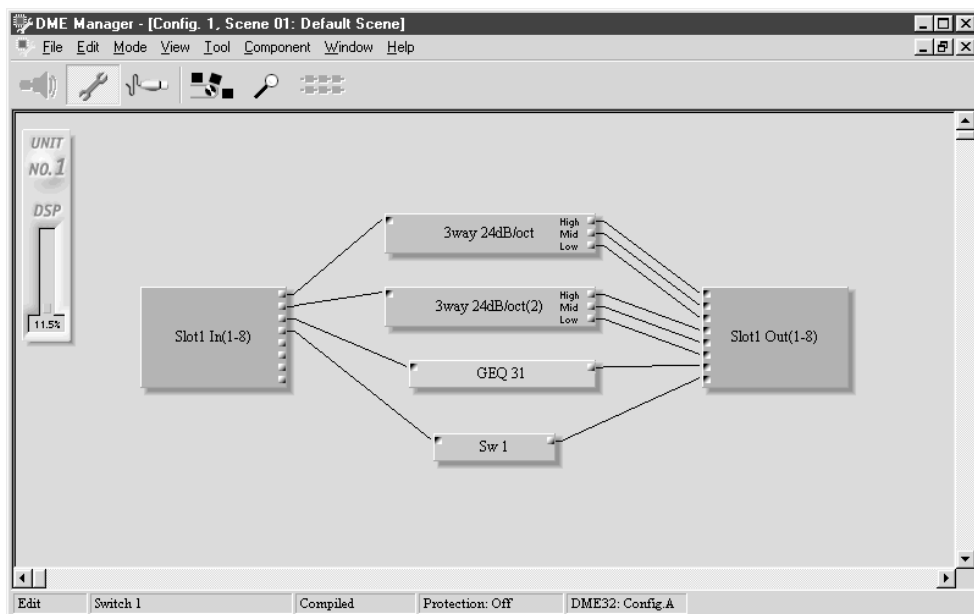 DME Manager - [Config. 1, Scene 01: Default Scene]
File Edit Mode View Tool Component Window Help
UNIT
NO.1
DSP
11.5%
3way 24dB/oct
High
Mid
Low
3way 24dB/oct(2)
High
Mid
Low
Slot1 In(1-8)
Slot1 Out(1-8)
GEQ 31
Sw 1
Edit Switch 1 Compiled Protection: Off DME32: Config.A